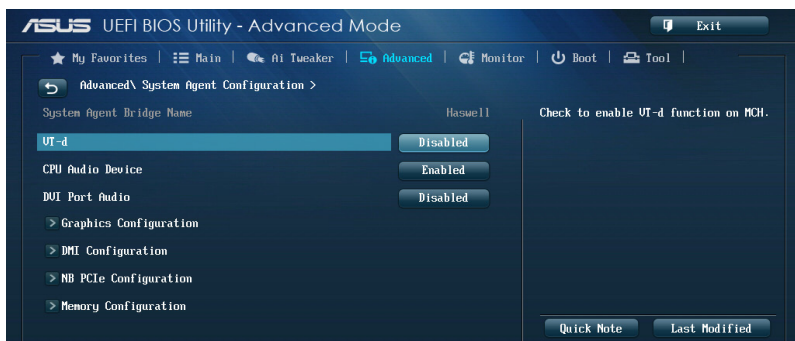 ASUS UEFI BIOS Utility - Advanced Mode
Exit
My Favorites | Main | Ai Tweaker | Advanced | Monitor | Boot | Tool |
Advanced\ System Agent Configuration >
System Agent Bridge Name Haswell
Check to enable VT-d function on MCH.
VT-d Disabled
CPU Audio Device Enabled
DVI Port Audio Disabled
> Graphics Configuration
> DMI Configuration
> NB PCIe Configuration
> Memory Configuration
Quick Note Last Modified